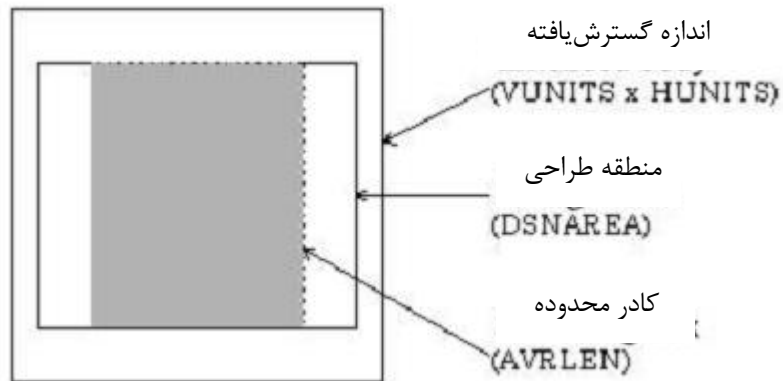 اندازه گسترش‌یافته
(VUNITS x HUNITS)
منطقه طراحی
(DSNAREA)
کادر محدوده
(AVRLEN)